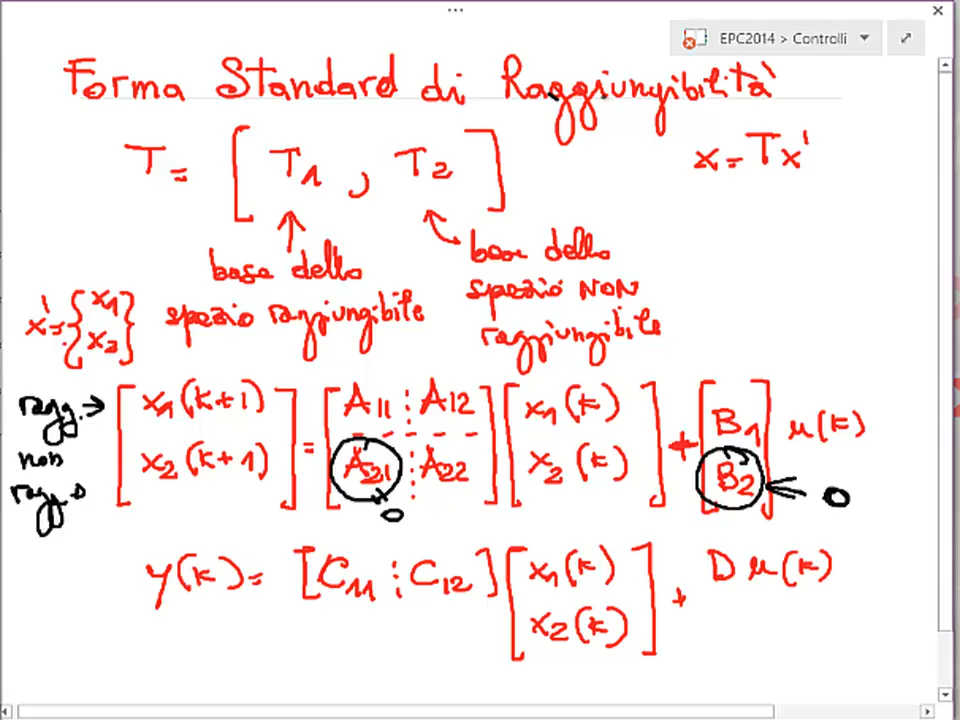 EPC2014 > Controlli
Forma Standard di Raggiungibilità
T = [ T1 , T2 ] x = Tx'
base dello spazio raggiungibile
base dello spazio NON raggiungibile
x' = { x1 x2 }
ragg. → [ x1(k+1) ] = [ A11 A12 ] [ x1(k) ] + [ B1 ] u(k)
non ragg. → [ x2(k+1) ] [ A21 A22 ] [ x2(k) ] [ B2 ] ← 0
0
y(k) = [ C11 C12 ] [ x1(k) ] + D u(k)
[ x2(k) ]